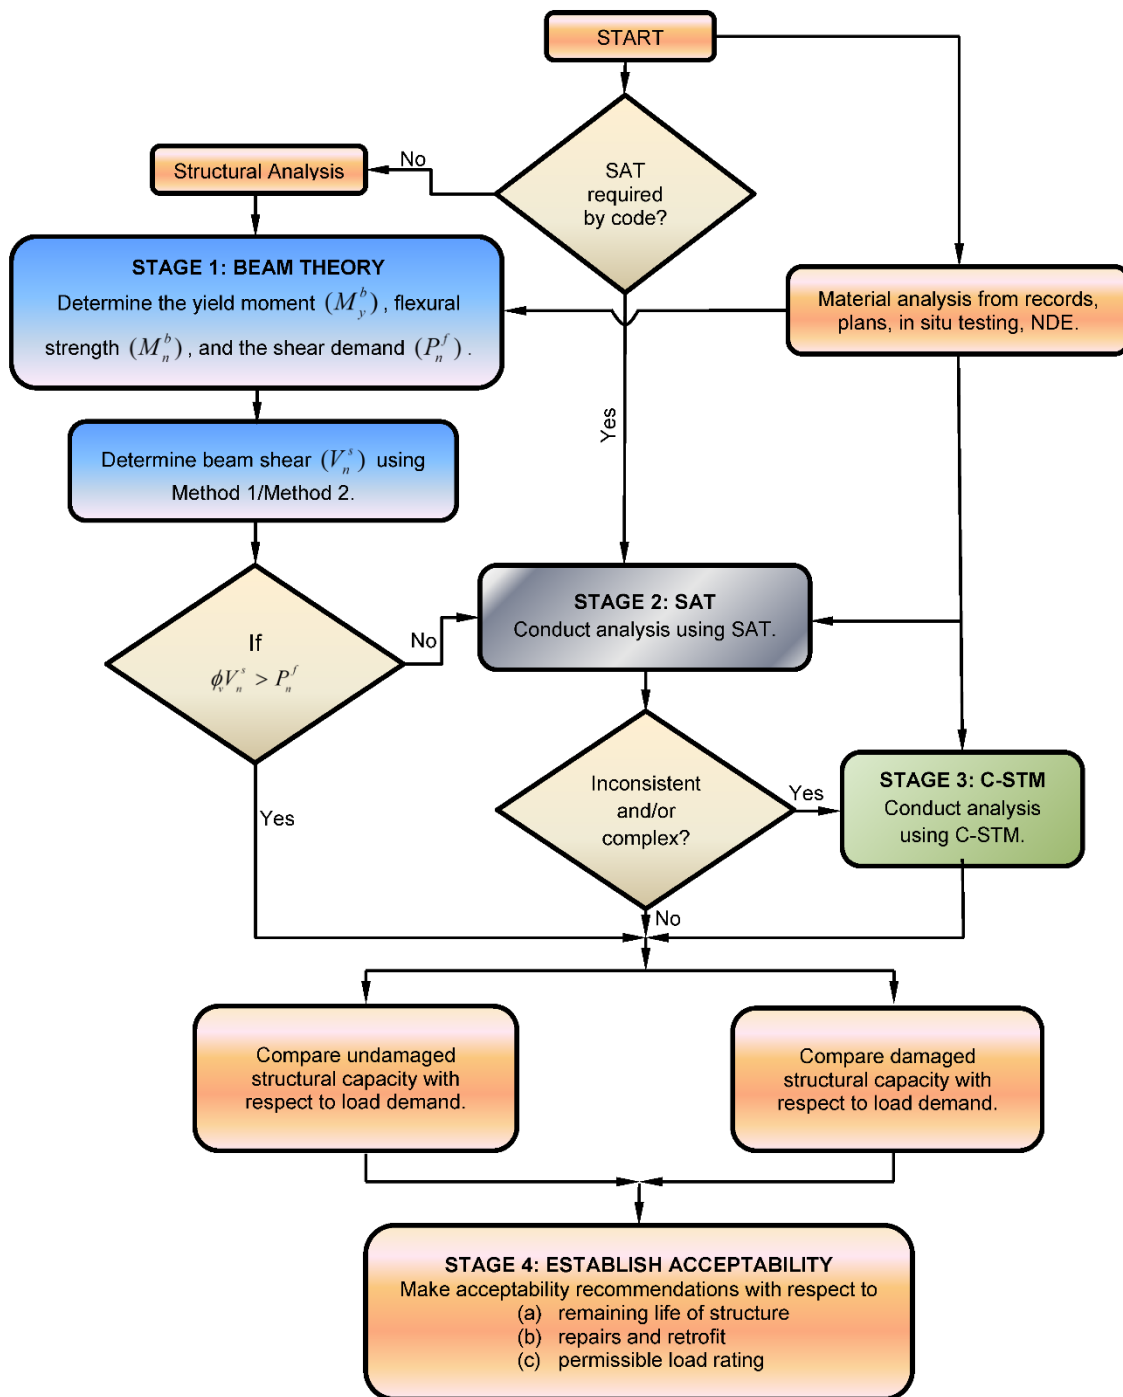 START
SAT
required
by code?
No
Structural Analysis
STAGE 1: BEAM THEORY
Determine the yield moment (M_y^b), flexural
strength (M_n^b), and the shear demand (P_n^f).
Material analysis from records,
plans, in situ testing, NDE.
Yes
Determine beam shear (V_n^s) using
Method 1/Method 2.
If
ϕ_v V_n^s > P_n^f
No
STAGE 2: SAT
Conduct analysis using SAT.
Yes
Inconsistent
and/or
complex?
Yes
STAGE 3: C-STM
Conduct analysis
using C-STM.
No
Compare undamaged
structural capacity with
respect to load demand.
Compare damaged
structural capacity with
respect to load demand.
STAGE 4: ESTABLISH ACCEPTABILITY
Make acceptability recommendations with respect to
(a) remaining life of structure
(b) repairs and retrofit
(c) permissible load rating